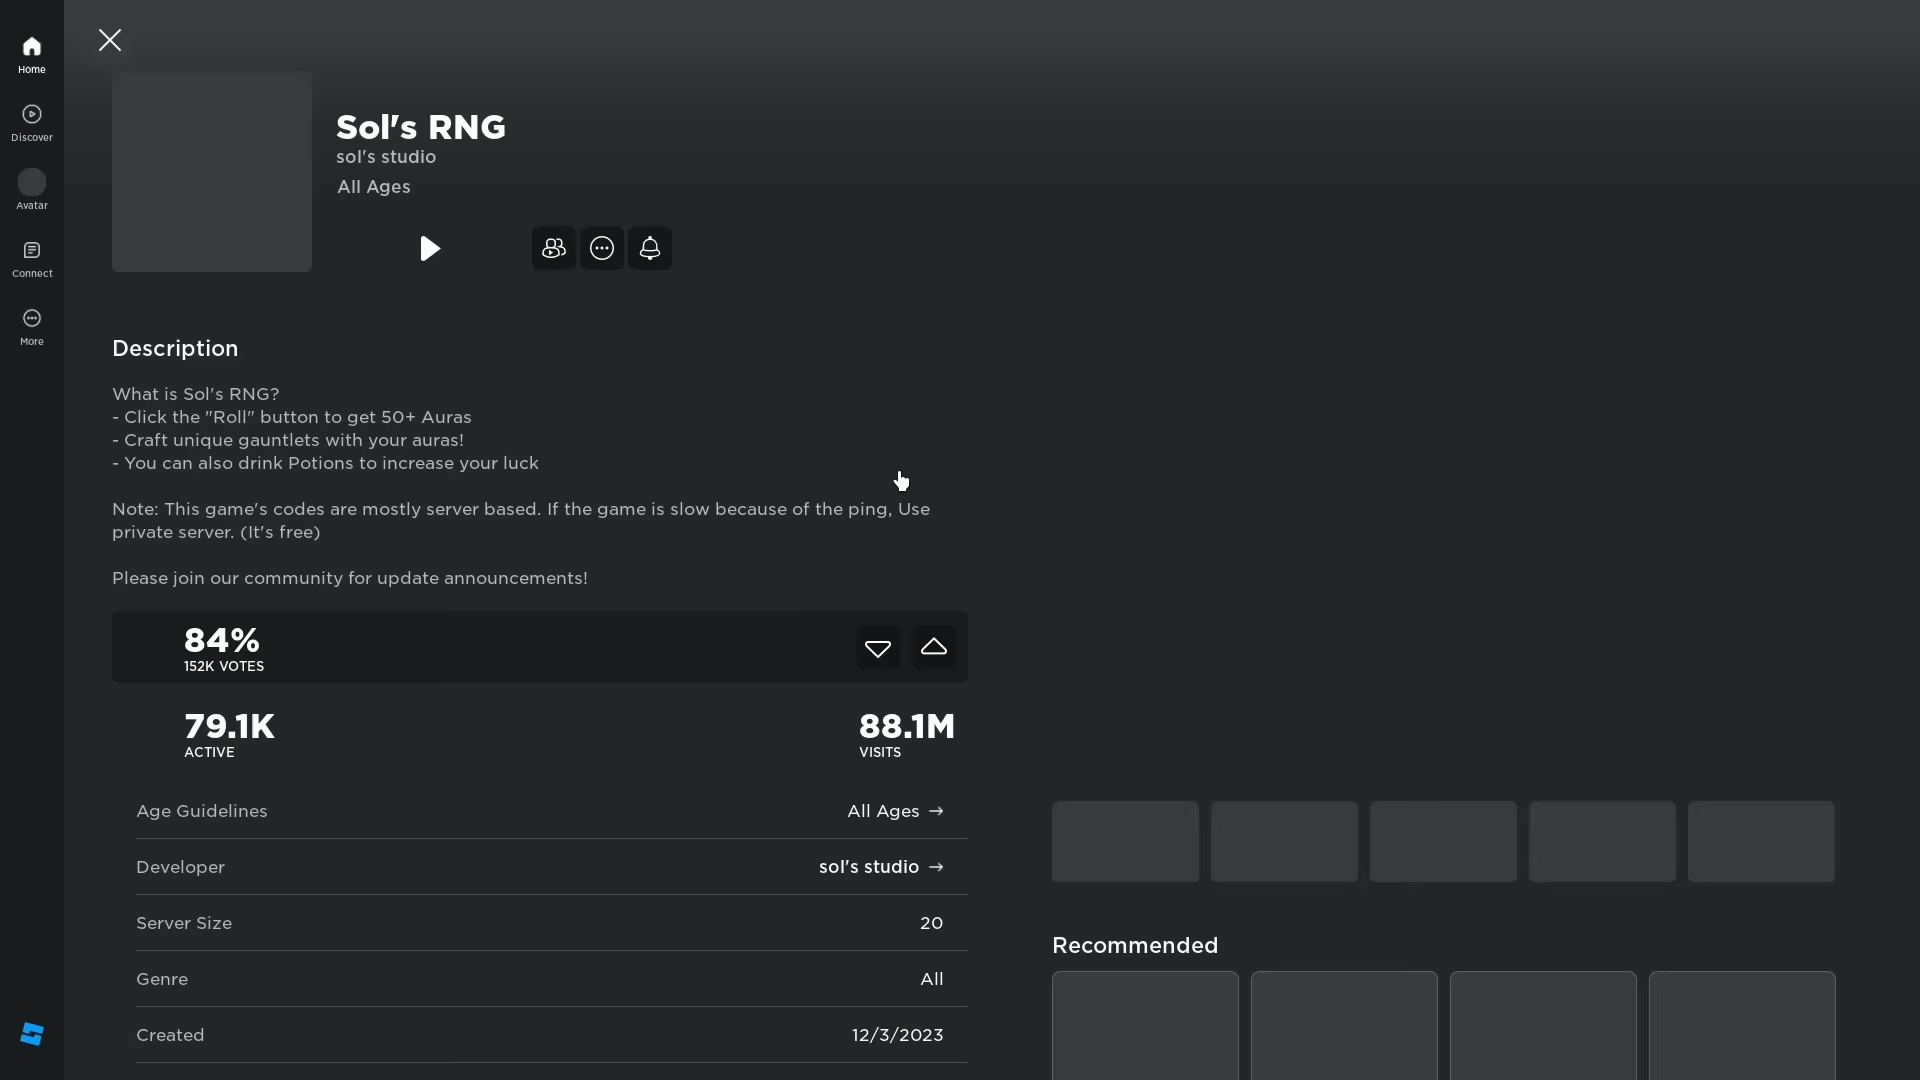 Home
Discover
Avatar
Connect
More
Sol's RNG
sol's studio
All Ages
Description
What is Sol's RNG?
- Click the "Roll" button to get 50+ Auras
- Craft unique gauntlets with your auras!
- You can also drink Potions to increase your luck
Note: This game's codes are mostly server based. If the game is slow because of the ping, Use
private server. (It's free)
Please join our community for update announcements!
84%
152K VOTES
79.1K
ACTIVE
88.1M
VISITS
Age Guidelines All Ages →
Developer sol's studio →
Server Size 20
Genre All
Created 12/3/2023
Recommended